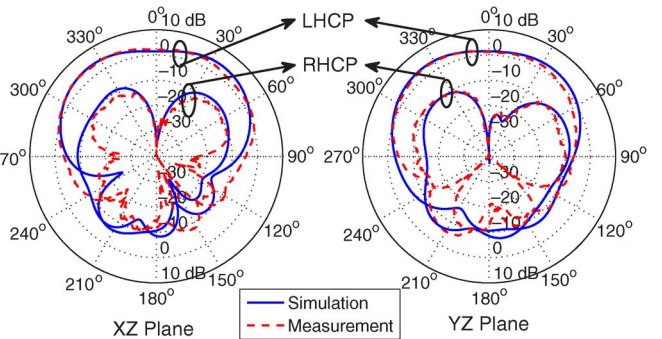 0° 10 dB LHCP 0° 10 dB
330° 30° 330° 30°
0 RHCP 0
300° −10 60° 300° −10 60°
−20 −20
−30 −30
70° 90° 270° 90°
−30 −30
−20 −20
240° −10 120° 240° −10 120°
0 0
210° 10 dB 150° 210° 10 dB 150°
180° 180°
Simulation
XZ Plane YZ Plane
Measurement